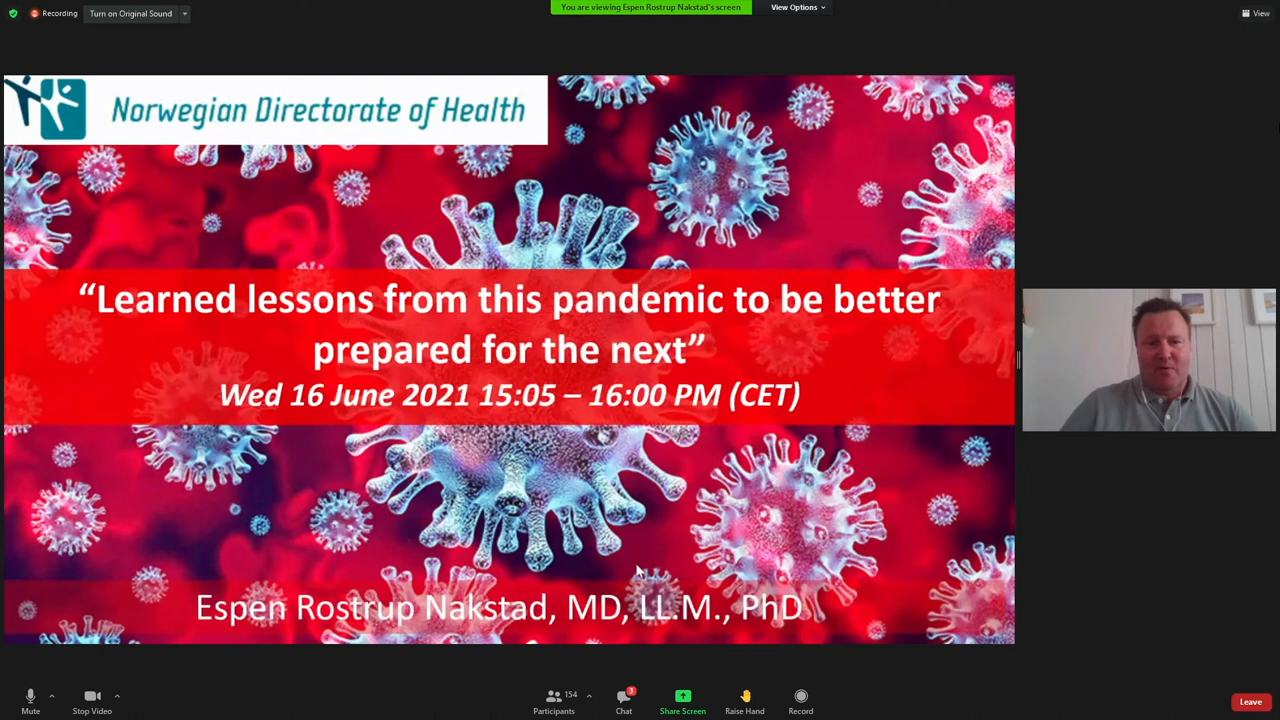 Recording
Turn on Original Sound
You are viewing Espen Rostrup Nakstad's screen
View Options
View
Norwegian Directorate of Health
“Learned lessons from this pandemic to be better
prepared for the next”
Wed 16 June 2021 15:05 – 16:00 PM (CET)
Espen Rostrup Nakstad, MD, LL.M., PhD
Mute
Stop Video
154
Participants
3
Chat
Share Screen
Raise Hand
Record
Leave